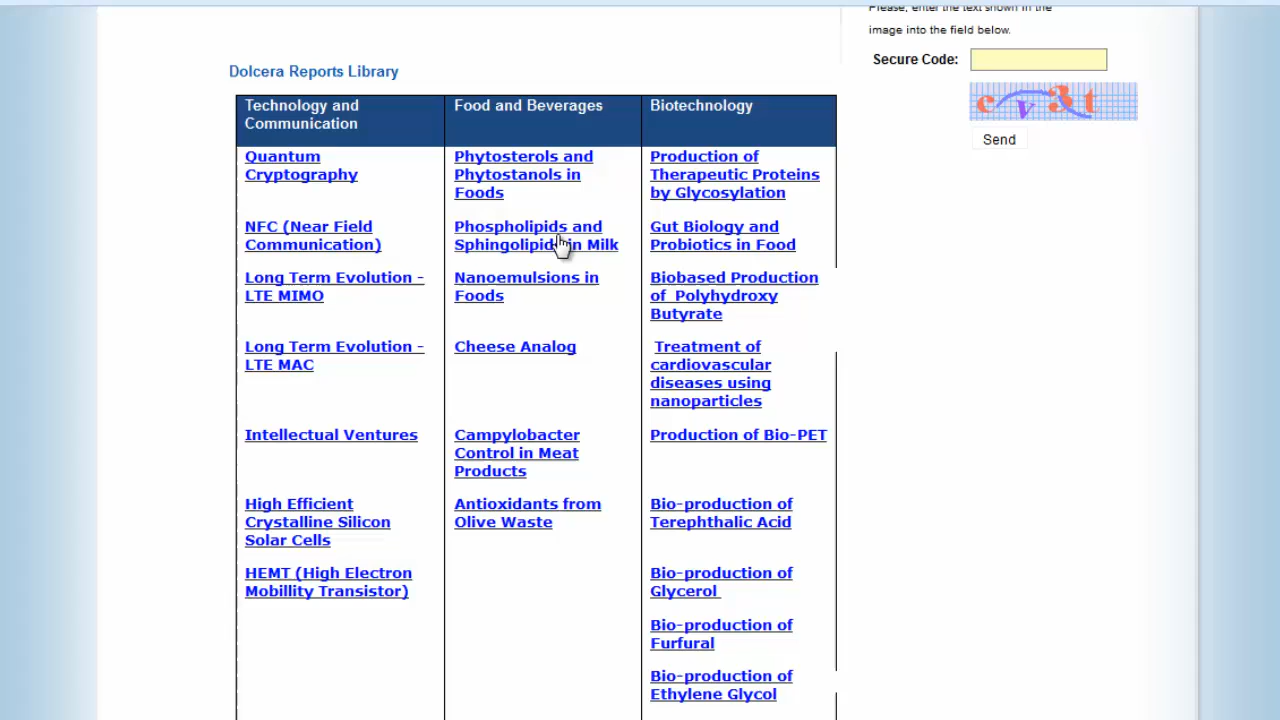 Please, enter the text shown in the
image into the field below.
Secure Code:
cv3t
Send
Dolcera Reports Library
Technology and
Communication
Food and Beverages
Biotechnology
Quantum
Cryptography
Phytosterols and
Phytostanols in
Foods
Production of
Therapeutic Proteins
by Glycosylation
NFC (Near Field
Communication)
Phospholipids and
Sphingolipids in Milk
Gut Biology and
Probiotics in Food
Long Term Evolution -
LTE MIMO
Nanoemulsions in
Foods
Biobased Production
of Polyhydroxy
Butyrate
Long Term Evolution -
LTE MAC
Cheese Analog
Treatment of
cardiovascular
diseases using
nanoparticles
Intellectual Ventures
Campylobacter
Control in Meat
Products
Production of Bio-PET
High Efficient
Crystalline Silicon
Solar Cells
Antioxidants from
Olive Waste
Bio-production of
Terephthalic Acid
HEMT (High Electron
Mobillity Transistor)
Bio-production of
Glycerol
Bio-production of
Furfural
Bio-production of
Ethylene Glycol